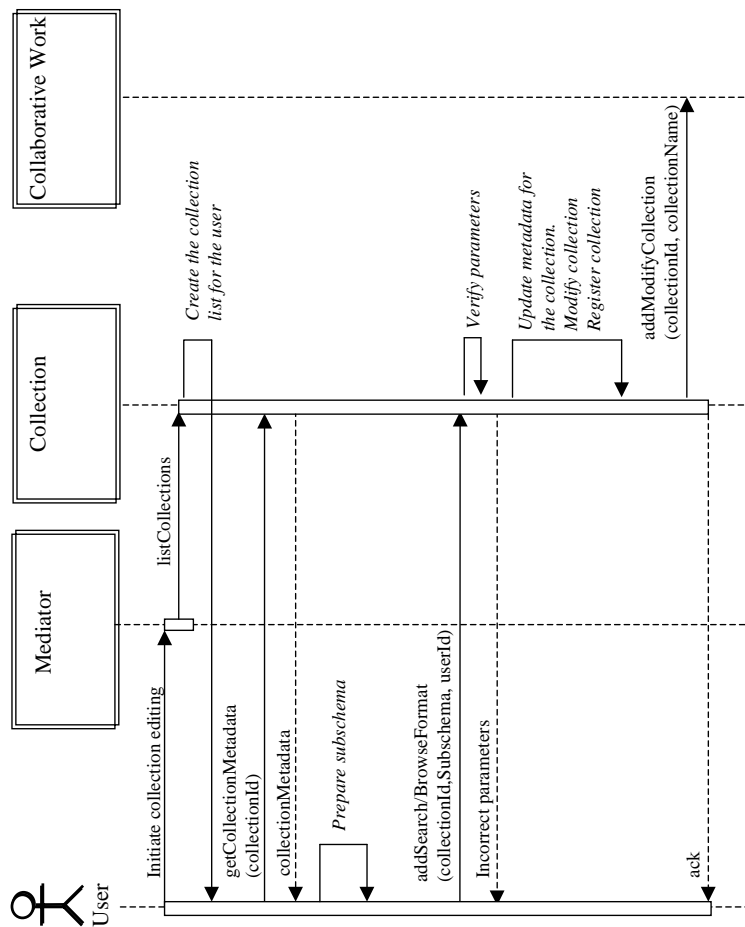 User
Mediator
Collection
Collaborative Work
Initiate collection editing
listCollections
Create the collection
list for the user
getCollectionMetadata
(collectionId)
collectionMetadata
Prepare subschema
addSearch/BrowseFormat
(collectionId,Subschema, userId)
Verify parameters
Incorrect parameters
Update metadata for
the collection.
Modify collection
Register collection
addModifyCollection
(collectionId, collectionName)
ack